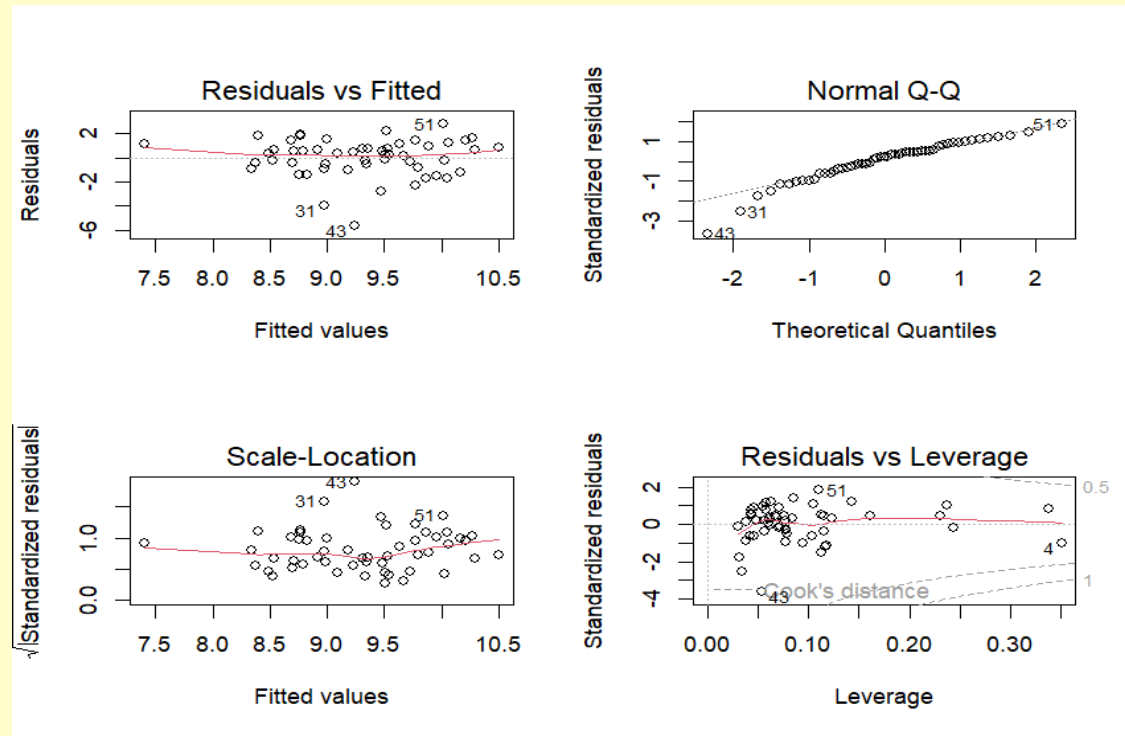 Residuals vs Fitted
Residuals
2
-2
-6
51
31
43
7.5 8.0 8.5 9.0 9.5 10.5
Fitted values
Normal Q-Q
Standardized residuals
1
-1
-3
51
31
43
-2 -1 0 1 2
Theoretical Quantiles
Scale-Location
√|Standardized residuals|
1.0
0.0
43
31
51
7.5 8.0 8.5 9.0 9.5 10.5
Fitted values
Residuals vs Leverage
Standardized residuals
2
0
-2
-4
51
4
43
Cook's distance
0.5
1
0.00 0.10 0.20 0.30
Leverage